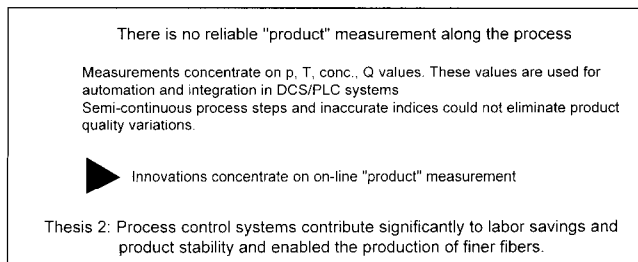 There is no reliable "product" measurement along the process
Measurements concentrate on p, T, conc., Q values. These values are used for
automation and integration in DCS/PLC systems
Semi-continuous process steps and inaccurate indices could not eliminate product
quality variations.
Innovations concentrate on on-line "product" measurement
Thesis 2: Process control systems contribute significantly to labor savings and
product stability and enabled the production of finer fibers.